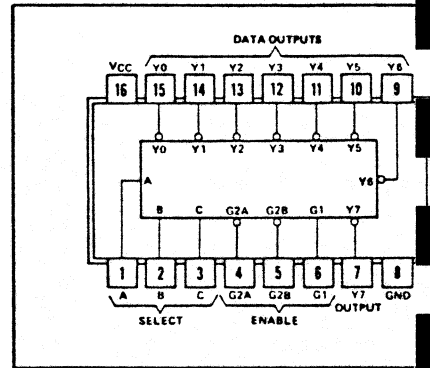 DATA OUTPUTS
VCC Y0 Y1 Y2 Y3 Y4 Y5 Y6
16 15 14 13 12 11 10 9
Y0 Y1 Y2 Y3 Y4 Y5
A Y6
B C G2A G2B G1 Y7
1 2 3 4 5 6 7 8
A B C G2A G2B G1 Y7 GND
SELECT ENABLE OUTPUT